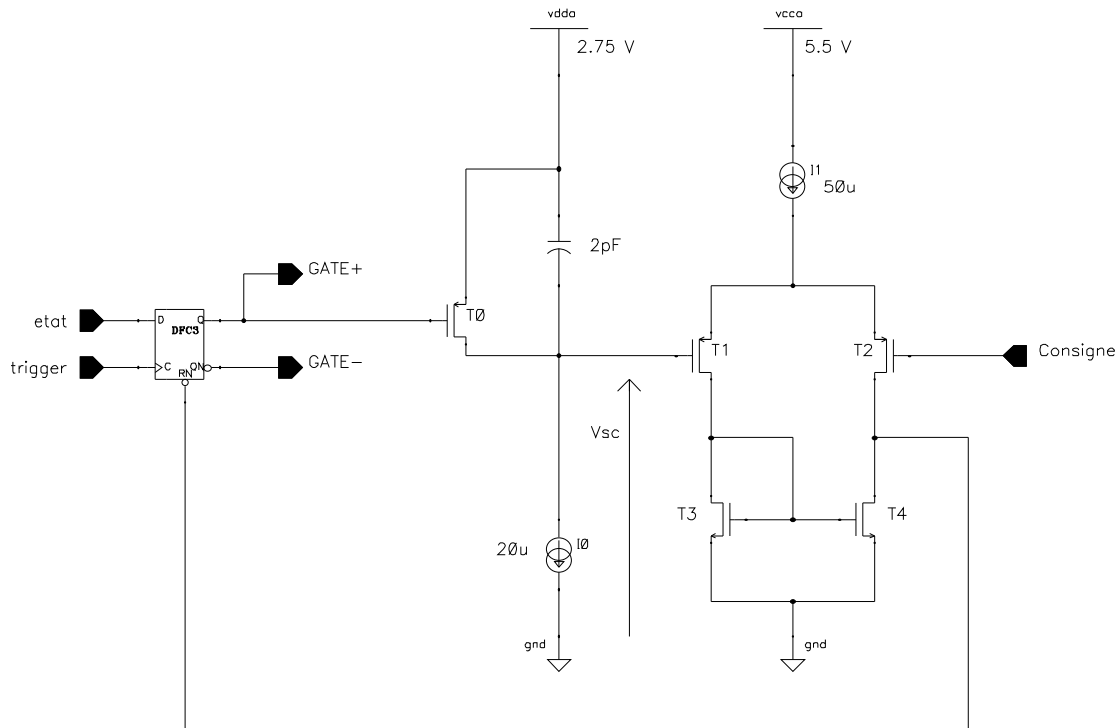 vdda
2.75 V
vcca
5.5 V
I1
50u
2pF
GATE+
etat
D
Q
DFC3
T0
trigger
C
QN
RN
GATE-
T1
T2
Consigne
Vsc
T3
T4
20u
I0
gnd
gnd